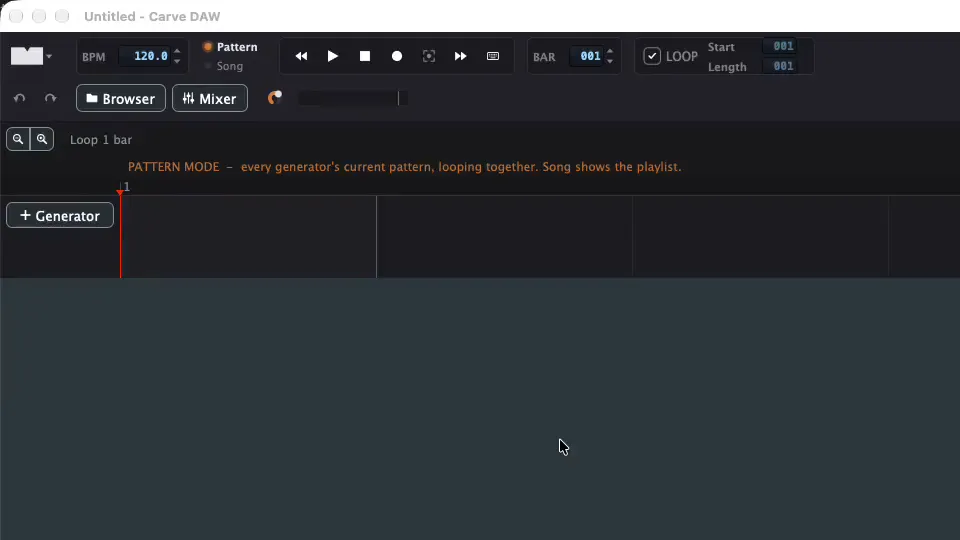 Untitled - Carve DAW
BPM 120.0
Pattern
Song
BAR 001
LOOP
Start 001
Length 001
Browser
Mixer
Loop 1 bar
PATTERN MODE – every generator's current pattern, looping together. Song shows the playlist.
1
+ Generator